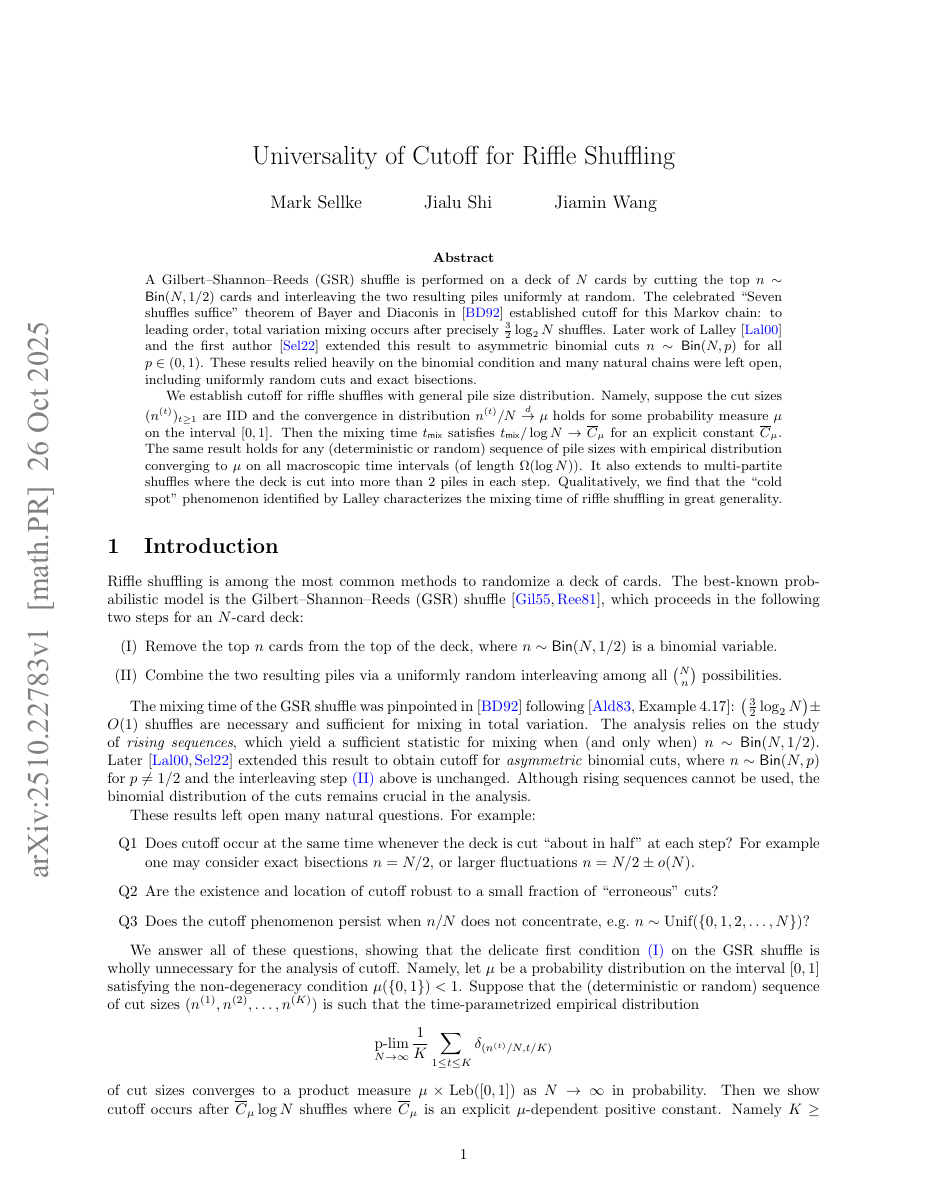 arXiv:2510.22783v1 [math.PR] 26 Oct 2025
Universality of Cutoff for Riffle Shuffling
Mark Sellke Jialu Shi Jiamin Wang
Abstract
A Gilbert–Shannon–Reeds (GSR) shuffle is performed on a deck of N cards by cutting the top n ∼
Bin(N, 1/2) cards and interleaving the two resulting piles uniformly at random. The celebrated “Seven
shuffles suffice” theorem of Bayer and Diaconis in [BD92] established cutoff for this Markov chain: to
leading order, total variation mixing occurs after precisely 3/2 log₂ N shuffles. Later work of Lalley [Lal00]
and the first author [Sel22] extended this result to asymmetric binomial cuts n ∼ Bin(N, p) for all
p ∈ (0, 1). These results relied heavily on the binomial condition and many natural chains were left open,
including uniformly random cuts and exact bisections.
We establish cutoff for riffle shuffles with general pile size distribution. Namely, suppose the cut sizes
(n⁽ᵗ⁾)ₜ≥₁ are IID and the convergence in distribution n⁽ᵗ⁾/N →ᵈ μ holds for some probability measure μ
on the interval [0, 1]. Then the mixing time t_mix satisfies t_mix/ log N → C̅_μ for an explicit constant C̅_μ.
The same result holds for any (deterministic or random) sequence of pile sizes with empirical distribution
converging to μ on all macroscopic time intervals (of length Ω(log N)). It also extends to multi-partite
shuffles where the deck is cut into more than 2 piles in each step. Qualitatively, we find that the “cold
spot” phenomenon identified by Lalley characterizes the mixing time of riffle shuffling in great generality.
1 Introduction
Riffle shuffling is among the most common methods to randomize a deck of cards. The best-known prob-
abilistic model is the Gilbert–Shannon–Reeds (GSR) shuffle [Gil55, Ree81], which proceeds in the following
two steps for an N-card deck:
(I) Remove the top n cards from the top of the deck, where n ∼ Bin(N, 1/2) is a binomial variable.
(II) Combine the two resulting piles via a uniformly random interleaving among all (N n) possibilities.
The mixing time of the GSR shuffle was pinpointed in [BD92] following [Ald83, Example 4.17]: (3/2 log₂ N)±
O(1) shuffles are necessary and sufficient for mixing in total variation. The analysis relies on the study
of rising sequences, which yield a sufficient statistic for mixing when (and only when) n ∼ Bin(N, 1/2).
Later [Lal00, Sel22] extended this result to obtain cutoff for asymmetric binomial cuts, where n ∼ Bin(N, p)
for p ≠ 1/2 and the interleaving step (II) above is unchanged. Although rising sequences cannot be used, the
binomial distribution of the cuts remains crucial in the analysis.
These results left open many natural questions. For example:
Q1 Does cutoff occur at the same time whenever the deck is cut “about in half” at each step? For example
one may consider exact bisections n = N/2, or larger fluctuations n = N/2 ± o(N).
Q2 Are the existence and location of cutoff robust to a small fraction of “erroneous” cuts?
Q3 Does the cutoff phenomenon persist when n/N does not concentrate, e.g. n ∼ Unif({0, 1, 2, . . . , N})?
We answer all of these questions, showing that the delicate first condition (I) on the GSR shuffle is
wholly unnecessary for the analysis of cutoff. Namely, let μ be a probability distribution on the interval [0, 1]
satisfying the non-degeneracy condition μ({0, 1}) < 1. Suppose that the (deterministic or random) sequence
of cut sizes (n⁽¹⁾, n⁽²⁾, . . . , n⁽ᴷ⁾) is such that the time-parametrized empirical distribution
p-lim_{N→∞} 1/K ∑_{1≤t≤K} δ_{(n⁽ᵗ⁾/N,t/K)}
of cut sizes converges to a product measure μ × Leb([0, 1]) as N → ∞ in probability. Then we show
cutoff occurs after C̅_μ log N shuffles where C̅_μ is an explicit μ-dependent positive constant. Namely K ≥
1